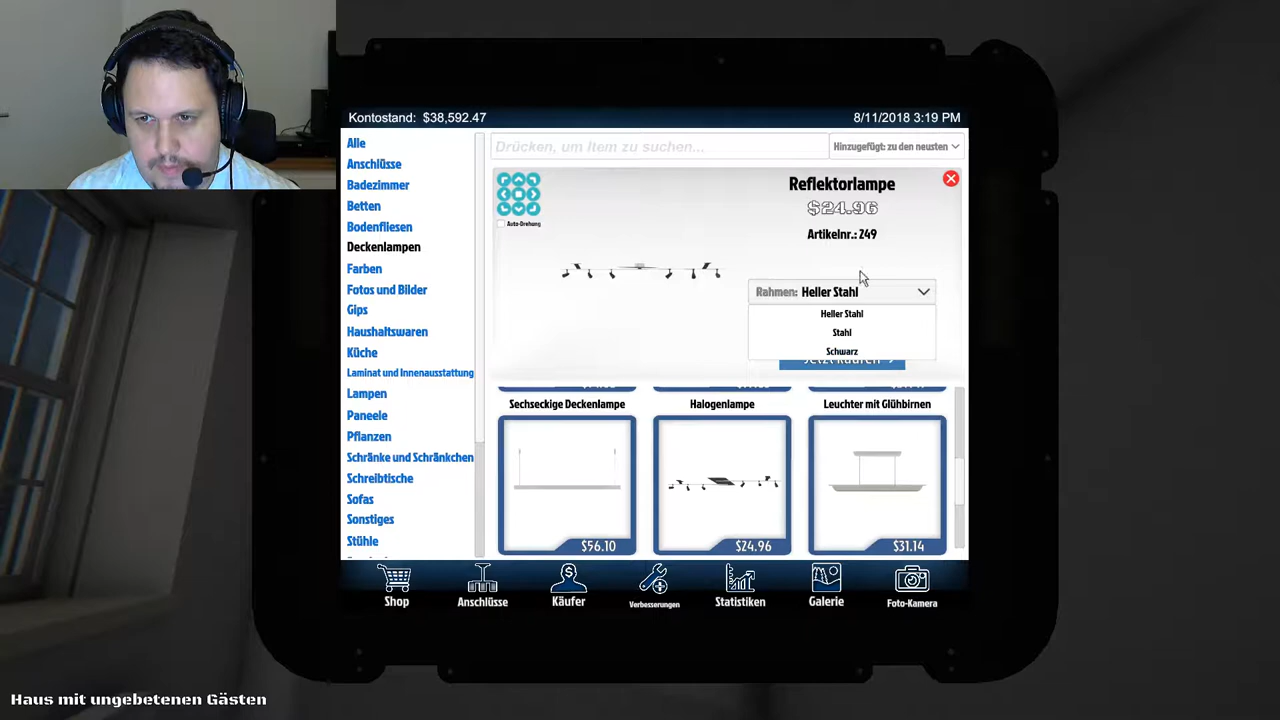 Kontostand: $38,592.47
8/11/2018 3:19 PM
Alle
Anschlüsse
Badezimmer
Betten
Bodenfliesen
Deckenlampen
Farben
Fotos und Bilder
Gips
Haushaltswaren
Küche
Laminat und Innenausstattung
Lampen
Paneele
Pflanzen
Schränke und Schränkchen
Schreibtische
Sofas
Sonstiges
Stühle
Drücken, um Item zu suchen...
Hinzugefügt: zu den neusten
Auto-Drehung
Reflektorlampe
$24.96
Artikelnr.: 249
Rahmen: Heller Stahl
Heller Stahl
Stahl
Schwarz
Jetzt kaufen
Sechseckige Deckenlampe
Halogenlampe
Leuchter mit Glühbirnen
$56.10
$24.96
$31.14
Shop
Anschlüsse
Käufer
Verbesserungen
Statistiken
Galerie
Foto-Kamera
Haus mit ungebetenen Gästen